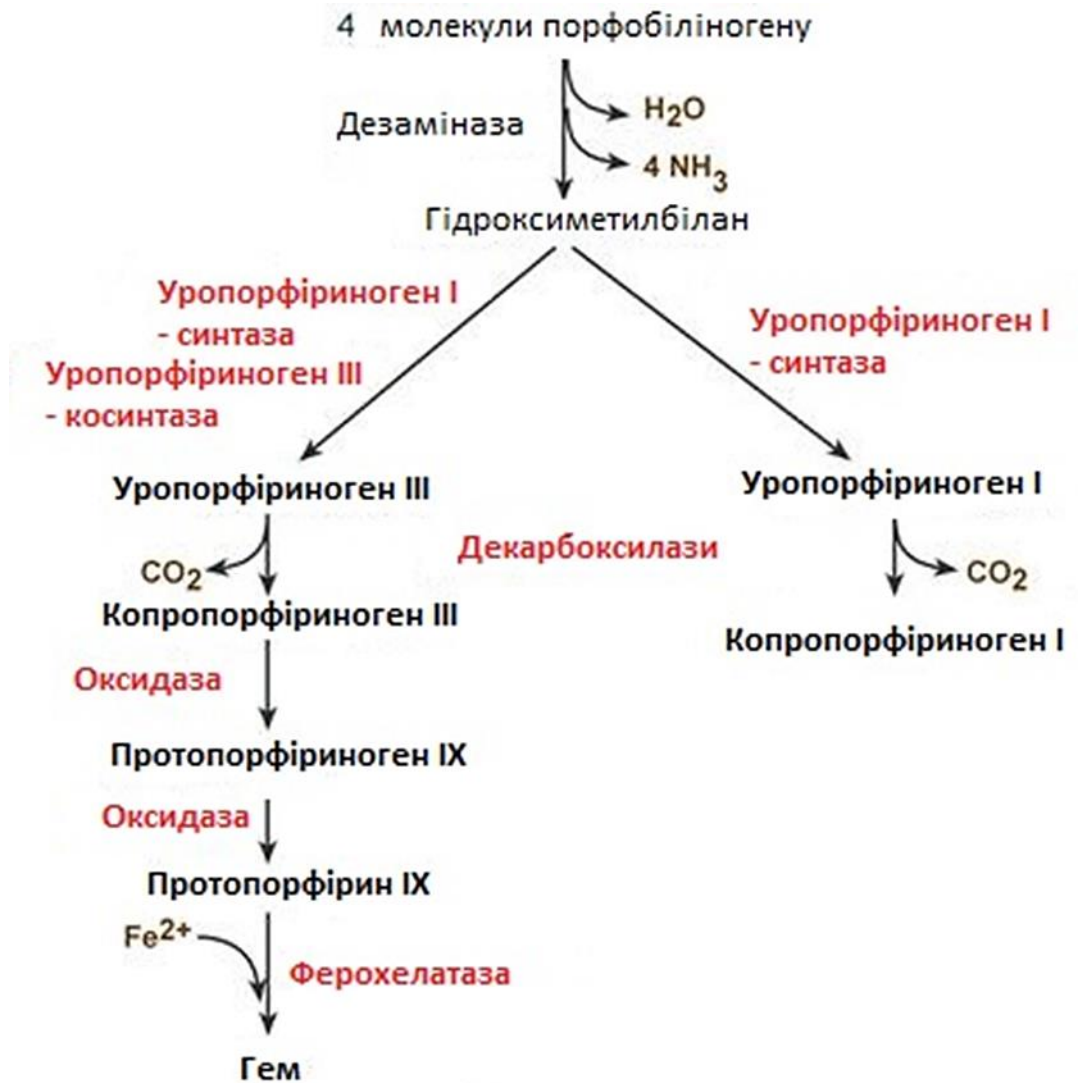 4 молекули порфобіліногену
H2O
Дезаміназа
4 NH3
Гідроксиметилбілан
Уропорфіриноген I
- синтаза
Уропорфіриноген III
- косинтаза
Уропорфіриноген I
- синтаза
Уропорфіриноген III
Уропорфіриноген I
Декарбоксилази
CO2
CO2
Копропорфіриноген III
Копропорфіриноген I
Оксидаза
Протопорфіриноген IX
Оксидаза
Протопорфірин IX
Fe2+
Ферохелатаза
Гем